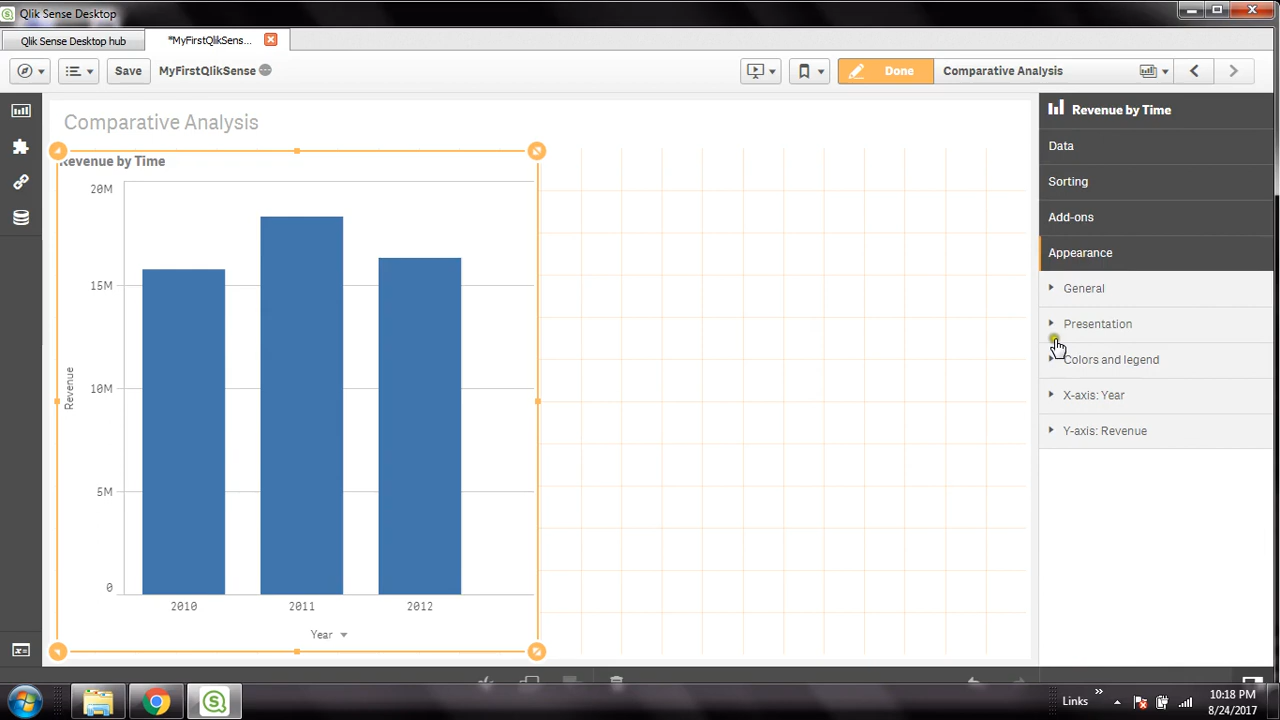 Qlik Sense Desktop
Qlik Sense Desktop hub
*MyFirstQlikSens...
Save
MyFirstQlikSense
Done
Comparative Analysis
Comparative Analysis
Revenue by Time
20M
15M
10M
5M
0
Revenue
2010
2011
2012
Year
Revenue by Time
Data
Sorting
Add-ons
Appearance
General
Presentation
Colors and legend
X-axis: Year
Y-axis: Revenue
Links
10:18 PM
8/24/2017